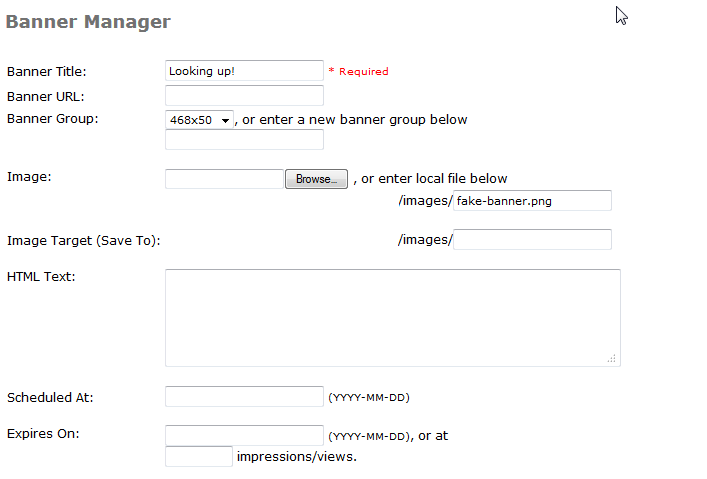 Banner Manager
Banner Title: Looking up! * Required
Banner URL:
Banner Group: 468x50 , or enter a new banner group below
Image: Browse... , or enter local file below
/images/ fake-banner.png
Image Target (Save To): /images/
HTML Text:
Scheduled At: (YYYY-MM-DD)
Expires On: (YYYY-MM-DD), or at
impressions/views.